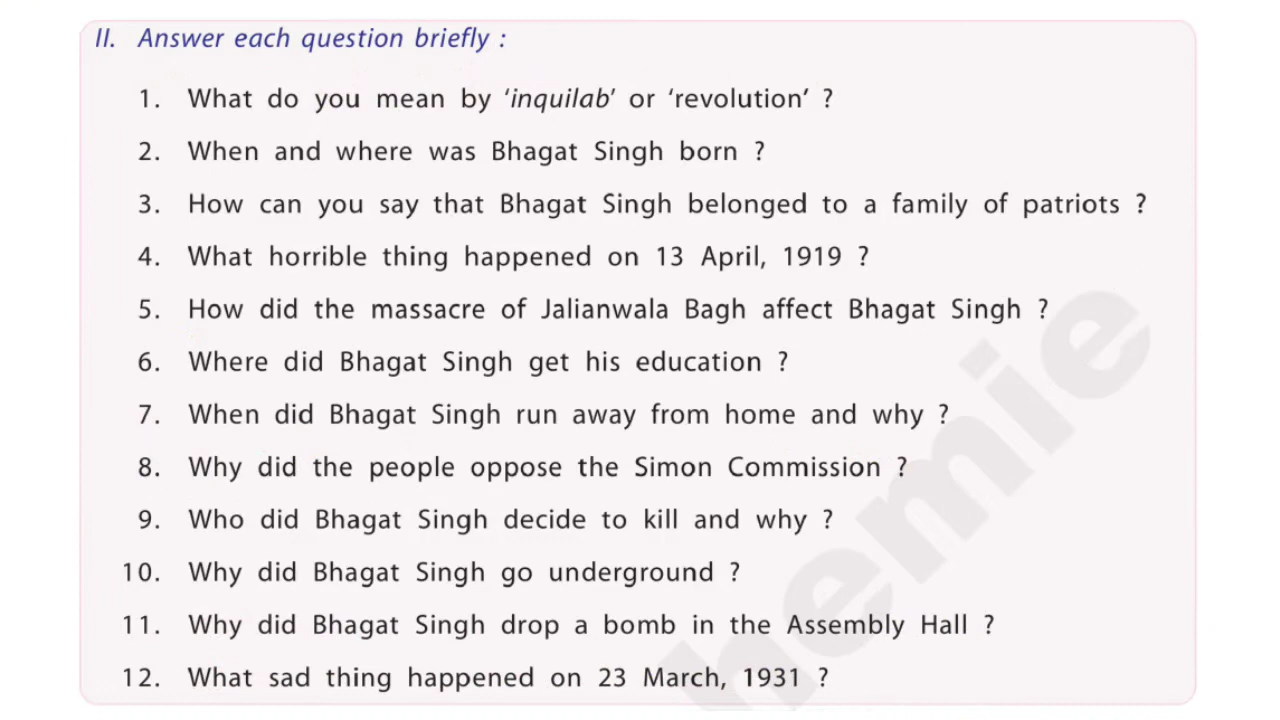 II. Answer each question briefly :
1. What do you mean by ‘inquilab’ or ‘revolution’ ?
2. When and where was Bhagat Singh born ?
3. How can you say that Bhagat Singh belonged to a family of patriots ?
4. What horrible thing happened on 13 April, 1919 ?
5. How did the massacre of Jalianwala Bagh affect Bhagat Singh ?
6. Where did Bhagat Singh get his education ?
7. When did Bhagat Singh run away from home and why ?
8. Why did the people oppose the Simon Commission ?
9. Who did Bhagat Singh decide to kill and why ?
10. Why did Bhagat Singh go underground ?
11. Why did Bhagat Singh drop a bomb in the Assembly Hall ?
12. What sad thing happened on 23 March, 1931 ?
hemie